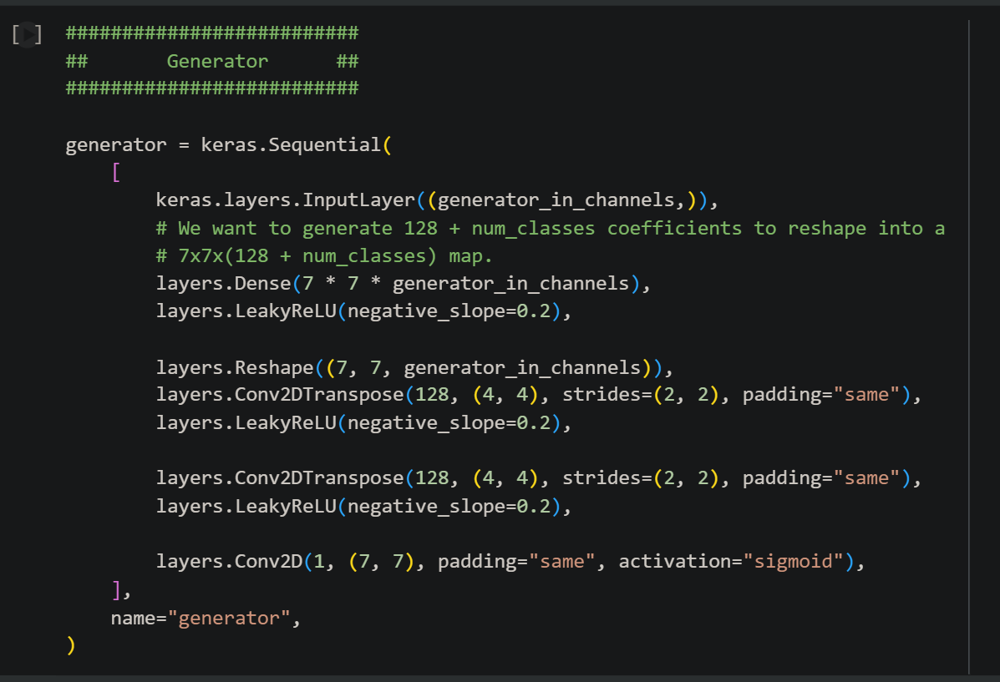 [ ] ##########################
##       Generator      ##
##########################
generator = keras.Sequential(
    [
        keras.layers.InputLayer((generator_in_channels,)),
        # We want to generate 128 + num_classes coefficients to reshape into a
        # 7x7x(128 + num_classes) map.
        layers.Dense(7 * 7 * generator_in_channels),
        layers.LeakyReLU(negative_slope=0.2),
        layers.Reshape((7, 7, generator_in_channels)),
        layers.Conv2DTranspose(128, (4, 4), strides=(2, 2), padding="same"),
        layers.LeakyReLU(negative_slope=0.2),
        layers.Conv2DTranspose(128, (4, 4), strides=(2, 2), padding="same"),
        layers.LeakyReLU(negative_slope=0.2),
        layers.Conv2D(1, (7, 7), padding="same", activation="sigmoid"),
    ],
    name="generator",
)